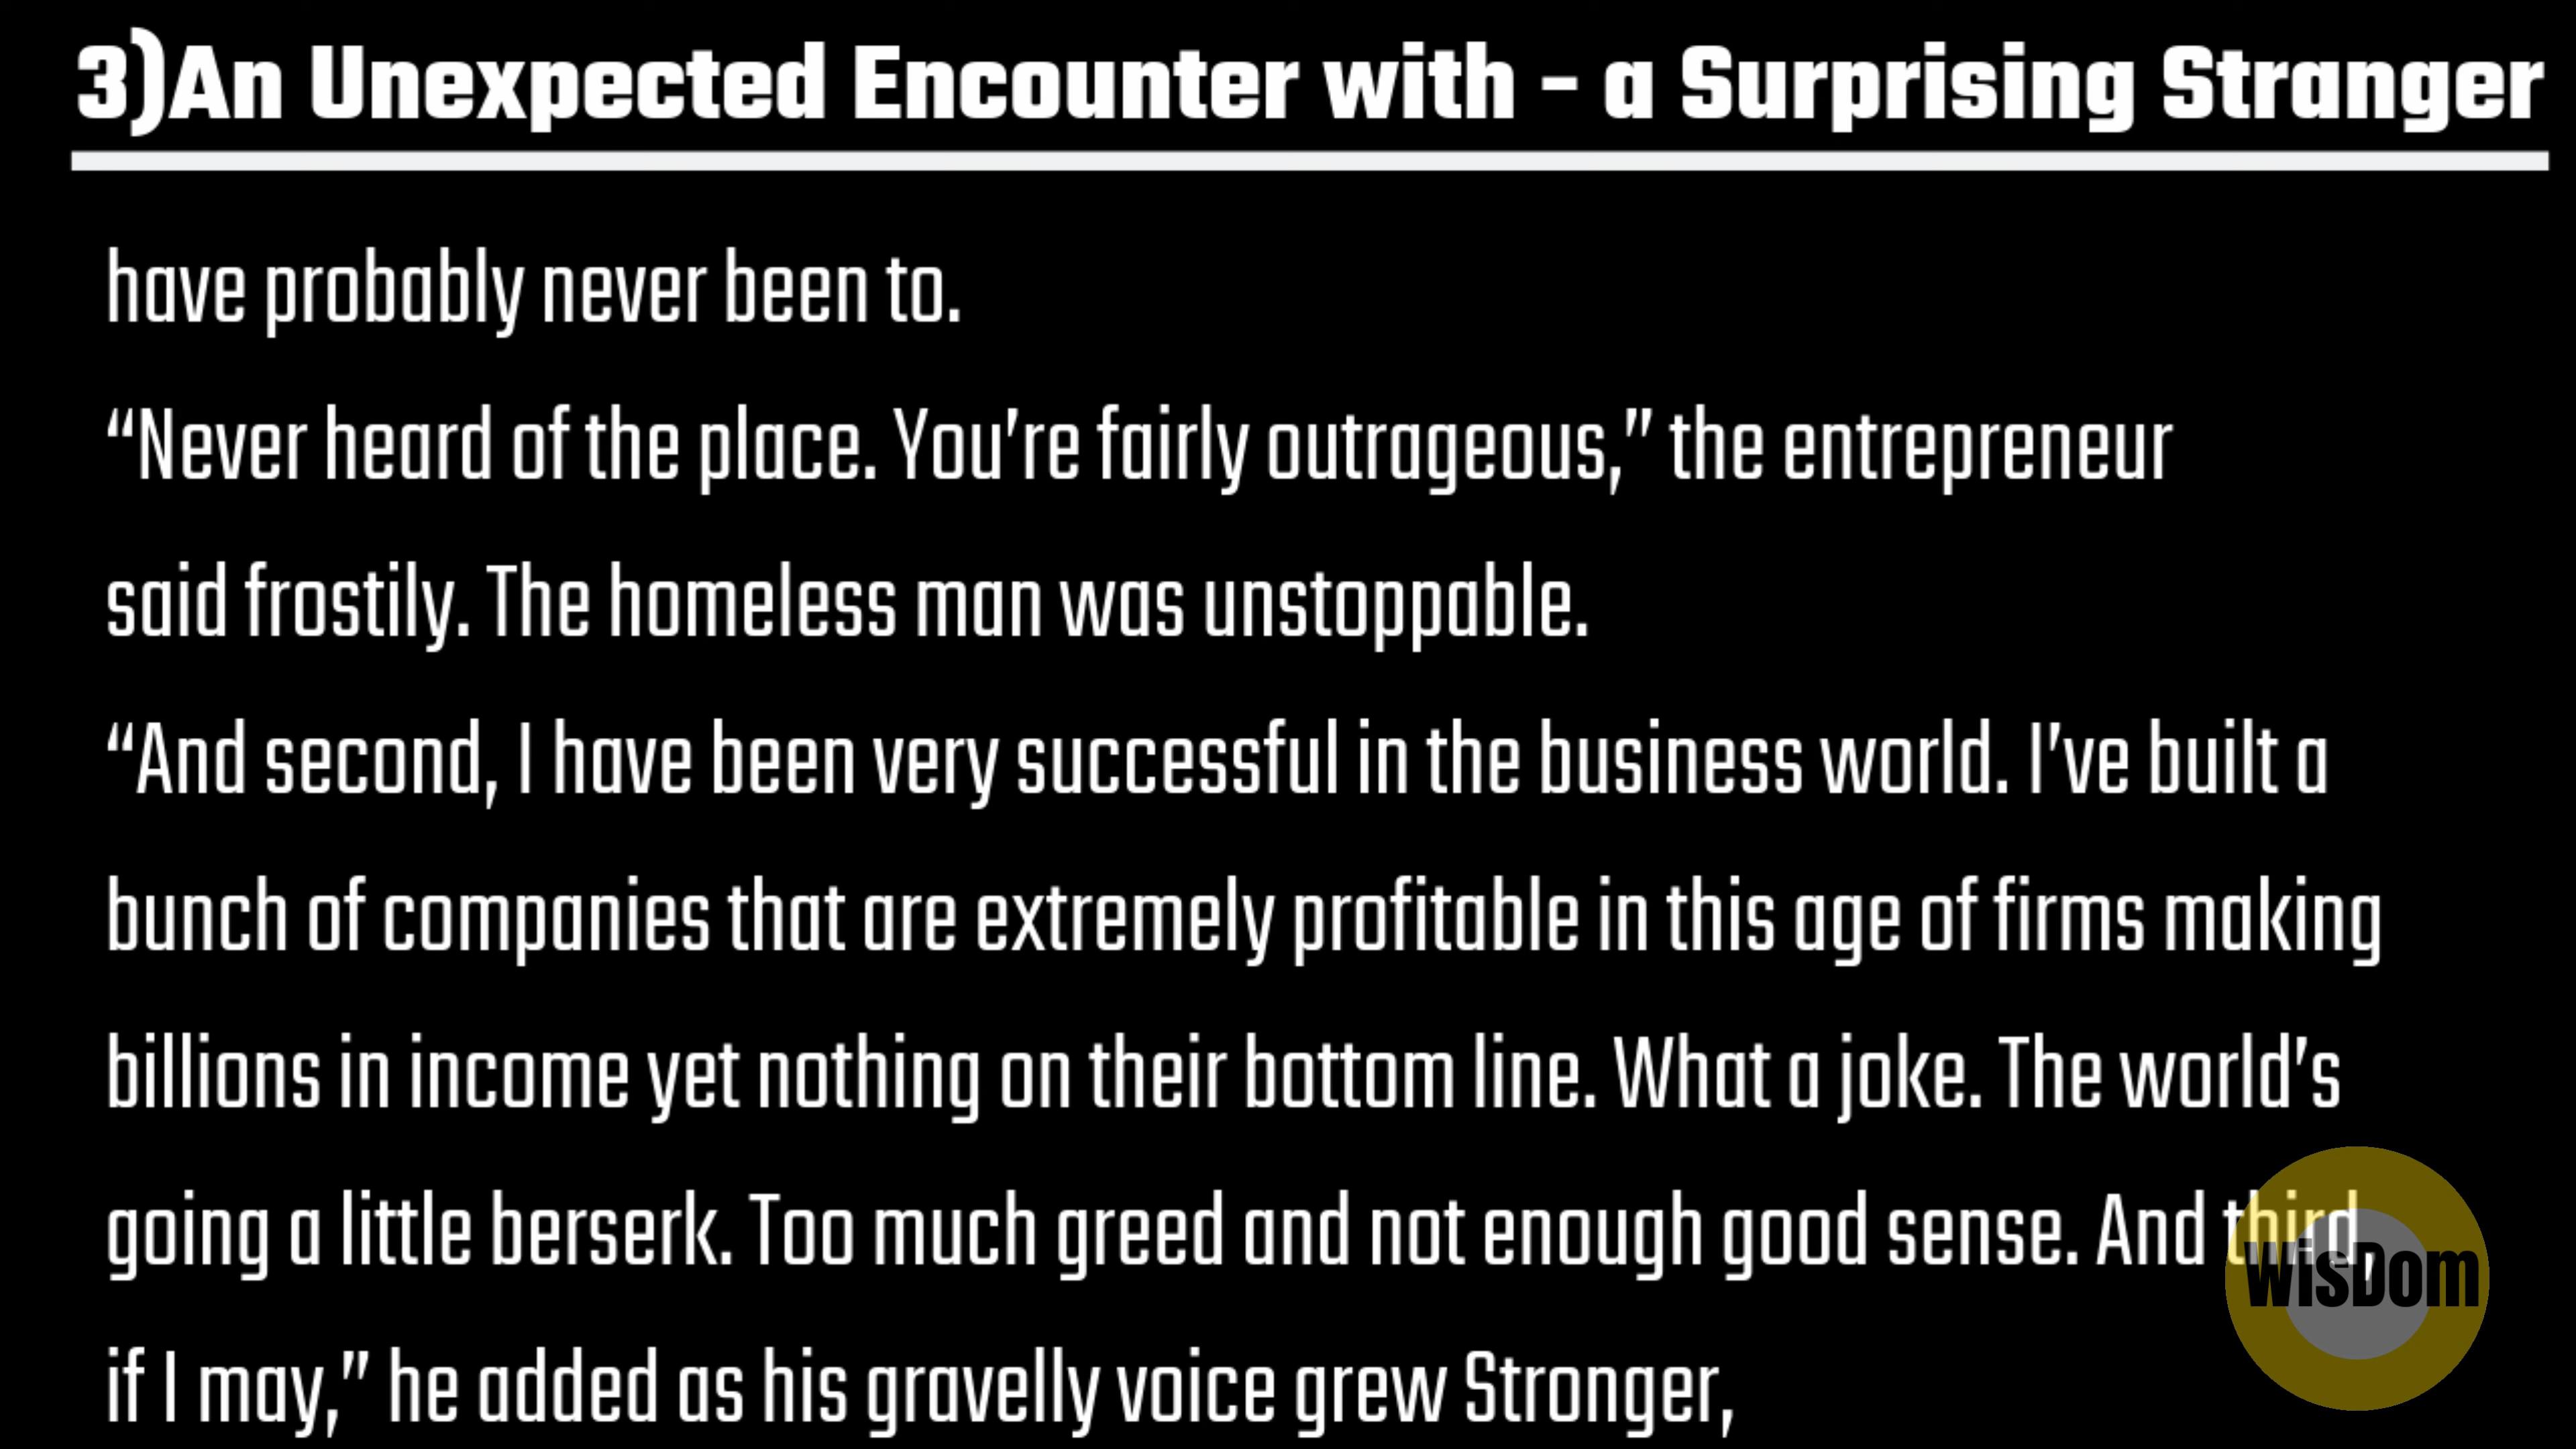 3)An Unexpected Encounter with - a Surprising Stranger
have probably never been to.
“Never heard of the place. You’re fairly outrageous,” the entrepreneur
said frostily. The homeless man was unstoppable.
“And second, I have been very successful in the business world. I’ve built a
bunch of companies that are extremely profitable in this age of firms making
billions in income yet nothing on their bottom line. What a joke. The world’s
going a little berserk. Too much greed and not enough good sense. And third,
WisDom
if I may,” he added as his gravelly voice grew Stronger,